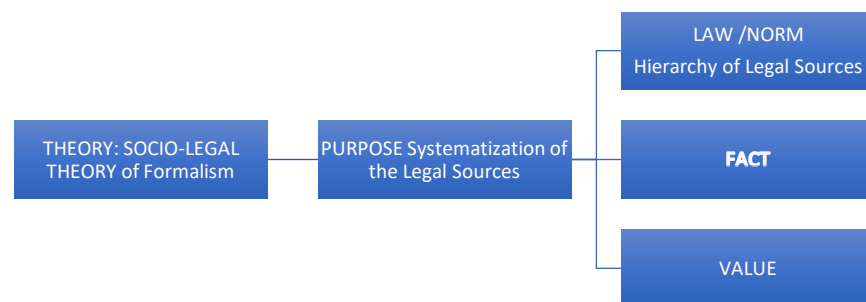 THEORY: SOCIO-LEGAL
THEORY of Formalism
PURPOSE Systematization of
the Legal Sources
LAW /NORM
Hierarchy of Legal Sources
FACT
VALUE